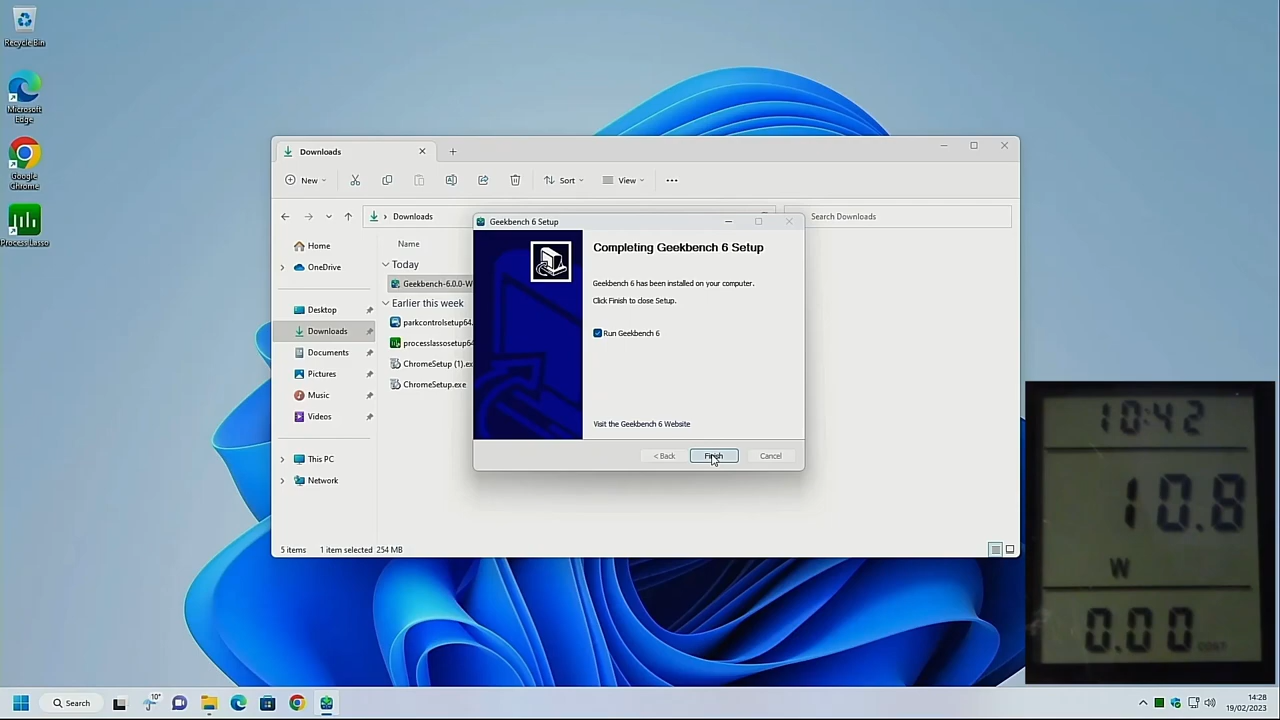 Recycle Bin
Microsoft
Edge
Google
Chrome
Process Lasso
Downloads
New
Sort
View
Downloads
Search Downloads
Home
OneDrive
Desktop
Downloads
Documents
Pictures
Music
Videos
This PC
Network
Name
Today
Geekbench-6.0.0-W
Earlier this week
parkcontrolsetup64.
processlassosetup64
ChromeSetup (1).ex
ChromeSetup.exe
5 items
1 item selected 254 MB
Geekbench 6 Setup
Completing Geekbench 6 Setup
Geekbench 6 has been installed on your computer.
Click Finish to close Setup.
Run Geekbench 6
Visit the Geekbench 6 Website
< Back
Finish
Cancel
10:42
10.8
W
0.00 COST
Search
10°
14:28
19/02/2023